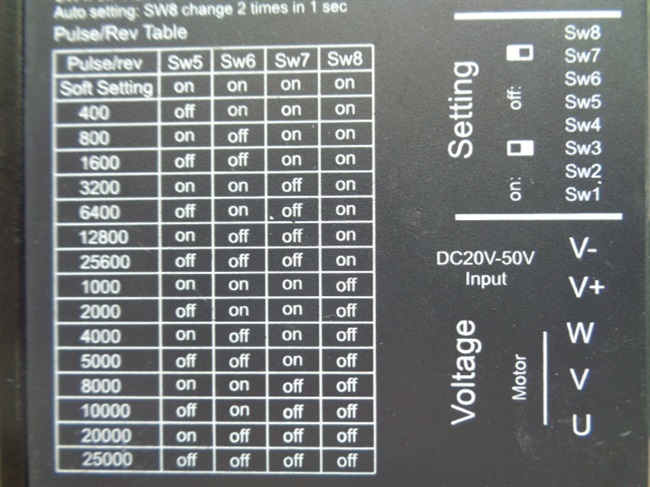 Auto setting: SW8 change 2 times in 1 sec
Pulse/Rev Table
Pulse/rev Sw5 Sw6 Sw7 Sw8
Soft Setting on on on on
400 off on on on
800 on off on on
1600 off off on on
3200 on on off on
6400 off on off on
12800 on off off on
25600 off off off on
1000 on on on off
2000 off on on off
4000 on off on off
5000 off off on off
8000 on on off off
10000 off on off off
20000 on off off off
25000 off off off off
Setting
on: off:
Sw8
Sw7
Sw6
Sw5
Sw4
Sw3
Sw2
Sw1
DC20V-50V
Input
Voltage
Motor
V-
V+
W
V
U